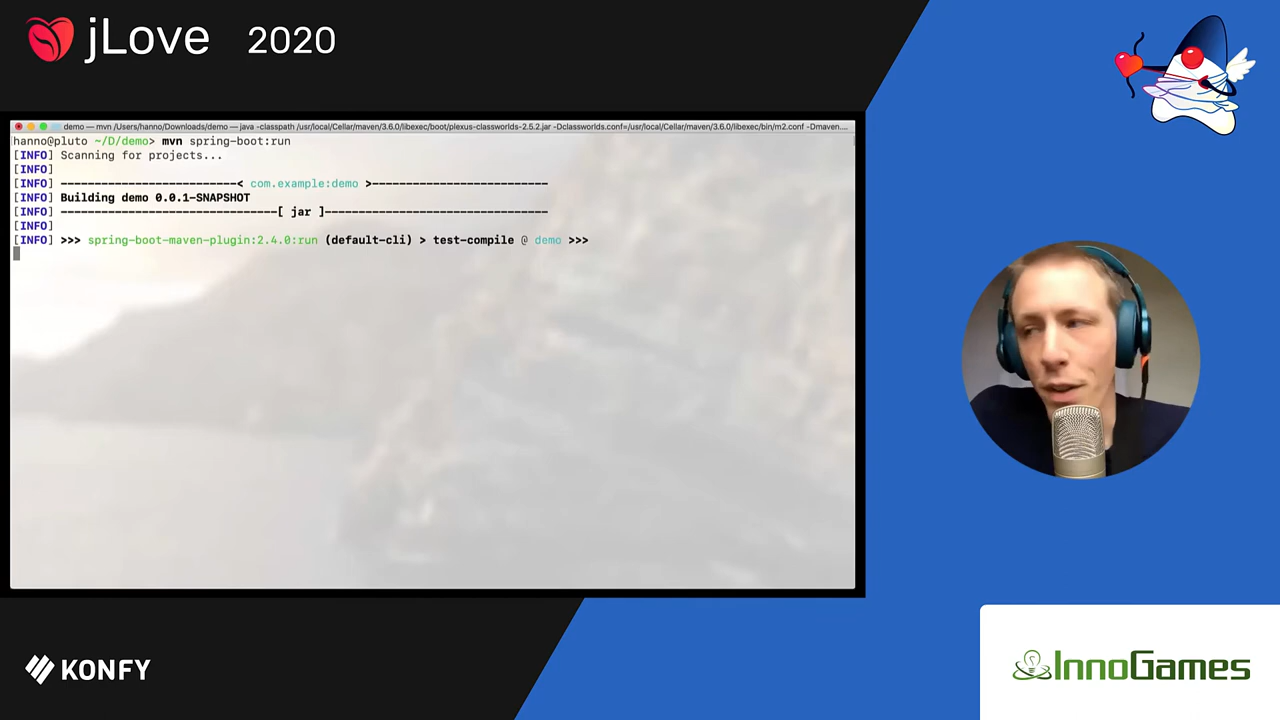 jLove 2020
demo — mvn /Users/hanno/Downloads/demo — java -classpath /usr/local/Cellar/maven/3.6.0/libexec/boot/plexus-classworlds-2.5.2.jar -Dclassworlds.conf=/usr/local/Cellar/maven/3.6.0/libexec/bin/m2.conf -Dmaven....
hanno@pluto ~/D/demo> mvn spring-boot:run
[INFO] Scanning for projects...
[INFO]
[INFO] --------------------------< com.example:demo >--------------------------
[INFO] Building demo 0.0.1-SNAPSHOT
[INFO] --------------------------------[ jar ]---------------------------------
[INFO]
[INFO] >>> spring-boot-maven-plugin:2.4.0:run (default-cli) > test-compile @ demo >>>
KONFY
InnoGames